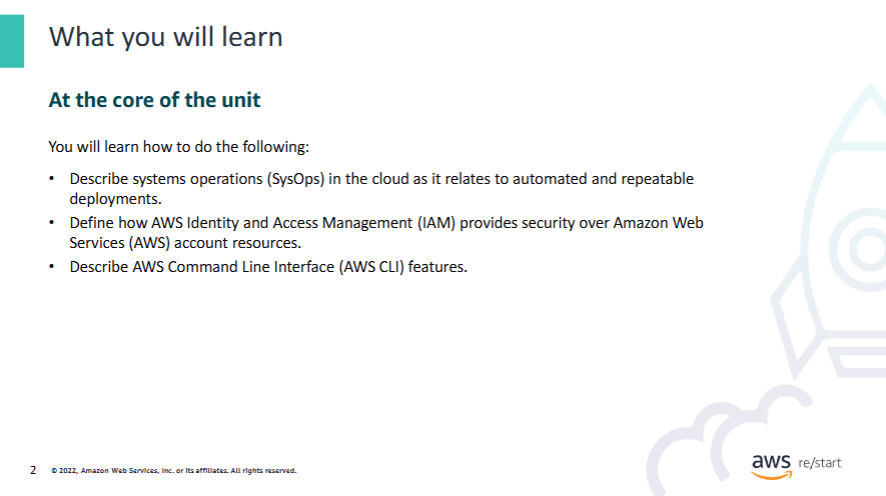 What you will learn
At the core of the unit
You will learn how to do the following:
• Describe systems operations (SysOps) in the cloud as it relates to automated and repeatable
deployments.
• Define how AWS Identity and Access Management (IAM) provides security over Amazon Web
Services (AWS) account resources.
• Describe AWS Command Line Interface (AWS CLI) features.
2 © 2022, Amazon Web Services, Inc. or its affiliates. All rights reserved.
aws re/start